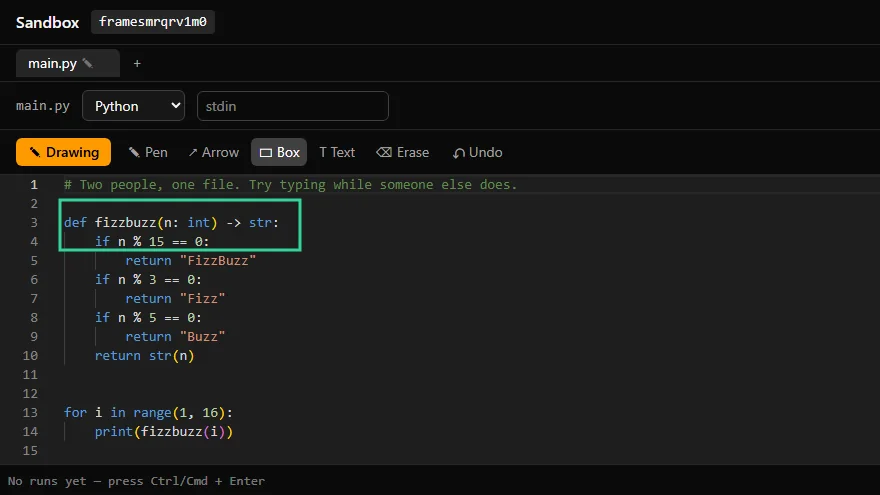 Sandbox framesmrqrv1m0
main.py +
main.py Python stdin
Drawing Pen Arrow Box T Text Erase Undo
1 # Two people, one file. Try typing while someone else does.
2
3 def fizzbuzz(n: int) -> str:
4     if n % 15 == 0:
5         return "FizzBuzz"
6     if n % 3 == 0:
7         return "Fizz"
8     if n % 5 == 0:
9         return "Buzz"
10     return str(n)
11
12
13 for i in range(1, 16):
14     print(fizzbuzz(i))
15
No runs yet — press Ctrl/Cmd + Enter